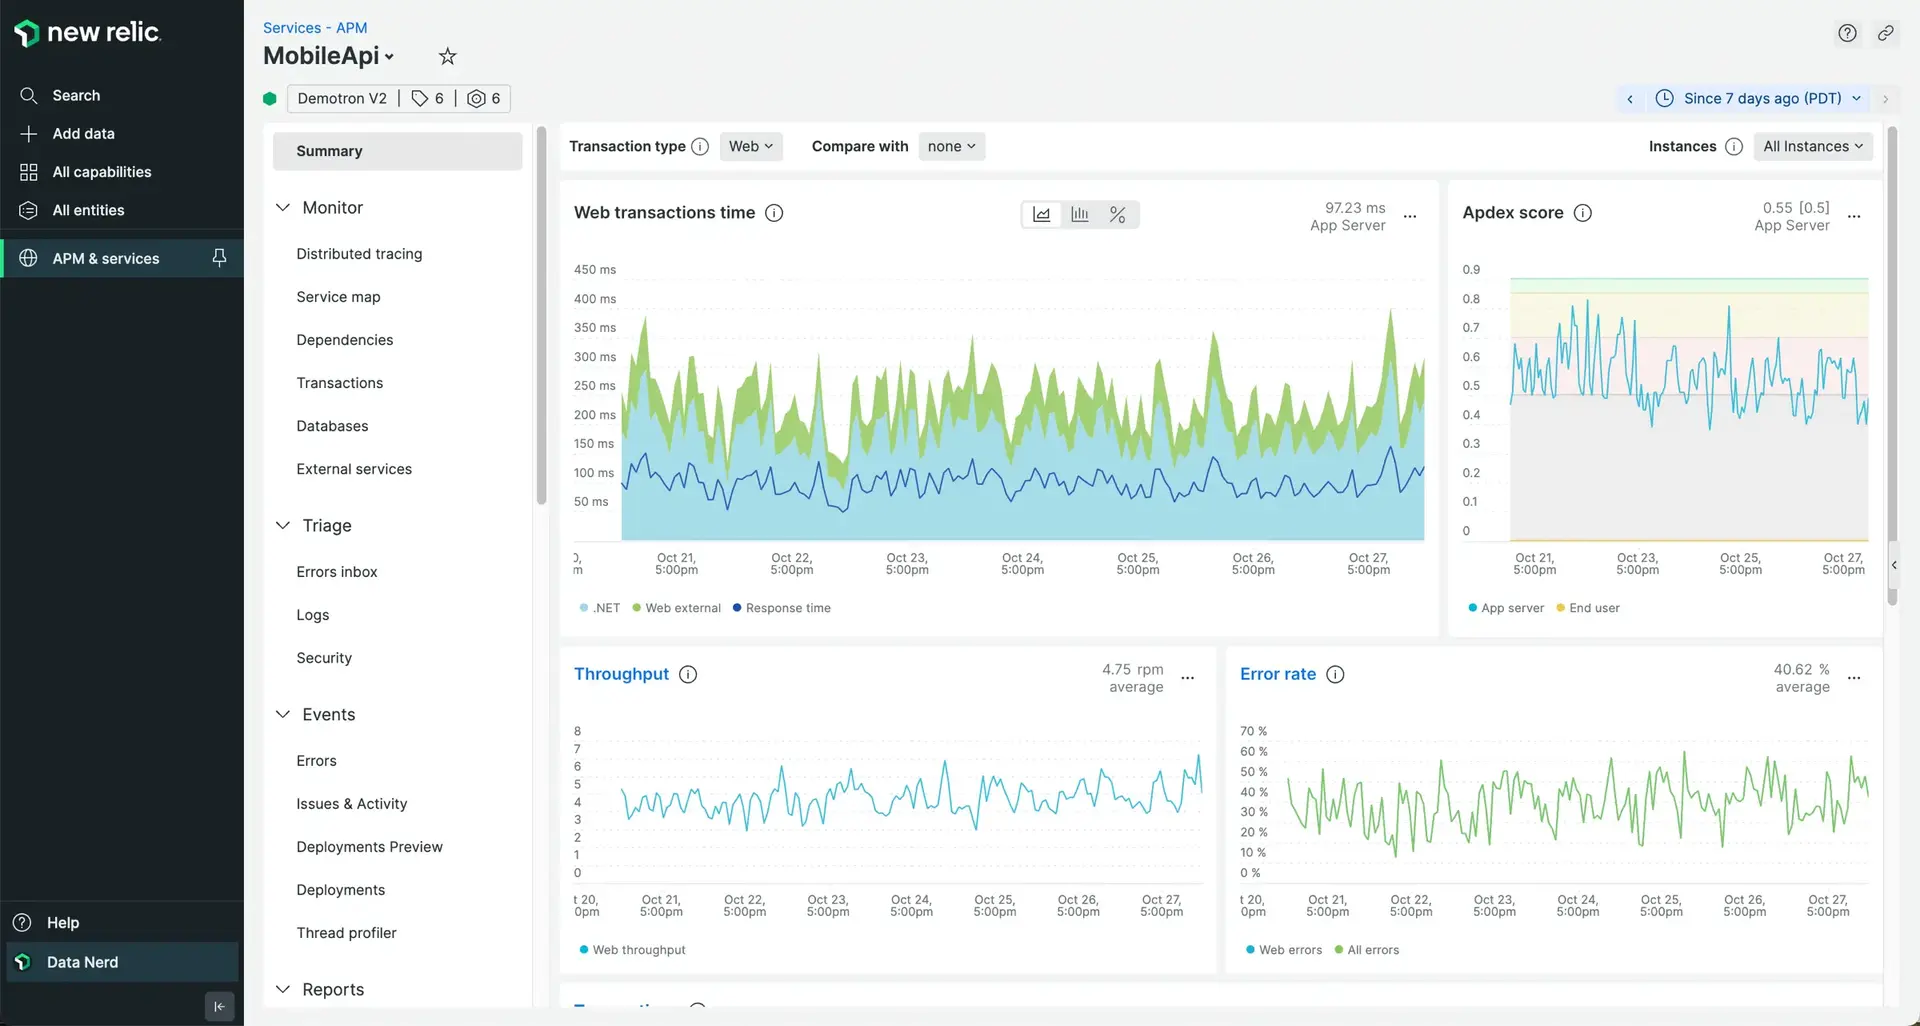 new relic.
Search
Add data
All capabilities
All entities
APM & services
Help
Data Nerd
Services - APM
MobileApi
Demotron V2 | 6 | 6
Since 7 days ago (PDT)
Summary
Monitor
Distributed tracing
Service map
Dependencies
Transactions
Databases
External services
Triage
Errors inbox
Logs
Security
Events
Errors
Issues & Activity
Deployments Preview
Deployments
Thread profiler
Reports
Transaction type Web Compare with none Instances All Instances
Web transactions time
97.23 ms
App Server
450 ms
400 ms
350 ms
300 ms
250 ms
200 ms
150 ms
100 ms
50 ms
0, Oct 21, Oct 22, Oct 23, Oct 24, Oct 25, Oct 26, Oct 27,
m 5:00pm 5:00pm 5:00pm 5:00pm 5:00pm 5:00pm 5:00pm
.NET Web external Response time
Apdex score
0.55 [0.5]
App Server
0.9
0.8
0.7
0.6
0.5
0.4
0.3
0.2
0.1
0
Oct 21, Oct 23, Oct 25, Oct 27,
5:00pm 5:00pm 5:00pm 5:00pm
App server End user
Throughput
4.75 rpm
average
8
7
6
5
4
3
2
1
0
t 20, Oct 21, Oct 22, Oct 23, Oct 24, Oct 25, Oct 26, Oct 27,
0pm 5:00pm 5:00pm 5:00pm 5:00pm 5:00pm 5:00pm 5:00pm
Web throughput
Error rate
40.62 %
average
70 %
60 %
50 %
40 %
30 %
20 %
10 %
0 %
t 20, Oct 21, Oct 22, Oct 23, Oct 24, Oct 25, Oct 26, Oct 27,
0pm 5:00pm 5:00pm 5:00pm 5:00pm 5:00pm 5:00pm 5:00pm
Web errors All errors